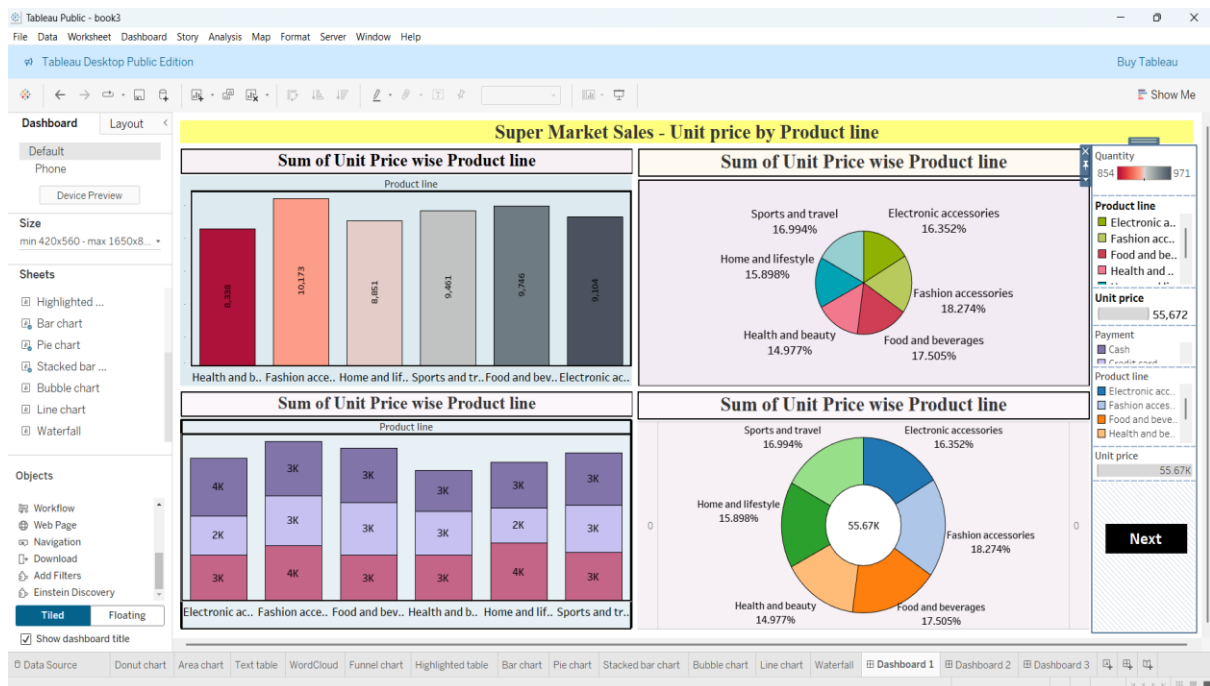 Tableau Public - book3
File Data Worksheet Dashboard Story Analysis Map Format Server Window Help
Tableau Desktop Public Edition
Buy Tableau
Show Me
Dashboard Layout
Default
Phone
Device Preview
Size
min 420x560 - max 1650x8...
Sheets
Highlighted ...
Bar chart
Pie chart
Stacked bar ...
Bubble chart
Line chart
Waterfall
Objects
Workflow
Web Page
Navigation
Download
Add Filters
Einstein Discovery
Tiled Floating
Show dashboard title
Super Market Sales - Unit price by Product line
Sum of Unit Price wise Product line
Product line
8,338 10,173 8,851 9,461 9,746 9,104
Health and b.. Fashion acce.. Home and lif.. Sports and tr.. Food and bev.. Electronic ac..
Sum of Unit Price wise Product line
Sports and travel
16.994%
Electronic accessories
16.352%
Home and lifestyle
15.898%
Fashion accessories
18.274%
Health and beauty
14.977%
Food and beverages
17.505%
Sum of Unit Price wise Product line
Product line
4K 3K 3K 3K 3K 3K
2K 3K 3K 3K 2K 3K
3K 4K 3K 3K 4K 3K
Electronic ac.. Fashion acce.. Food and bev.. Health and b.. Home and lif.. Sports and tr..
Sum of Unit Price wise Product line
Sports and travel
16.994%
Electronic accessories
16.352%
Home and lifestyle
15.898%
0 55.67K 0
Fashion accessories
18.274%
Health and beauty
14.977%
Food and beverages
17.505%
Quantity
854 971
Product line
Electronic a..
Fashion acc..
Food and be..
Health and ..
Unit price
55,672
Payment
Cash
Credit card
Product line
Electronic acc..
Fashion acces..
Food and beve..
Health and be..
Unit price
55.67K
Next
Data Source Donut chart Area chart Text table WordCloud Funnel chart Highlighted table Bar chart Pie chart Stacked bar chart Bubble chart Line chart Waterfall Dashboard 1 Dashboard 2 Dashboard 3